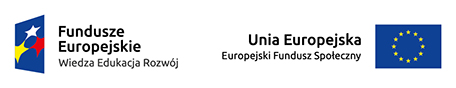 Fundusze
Europejskie
Wiedza Edukacja Rozwój
Unia Europejska
Europejski Fundusz Społeczny